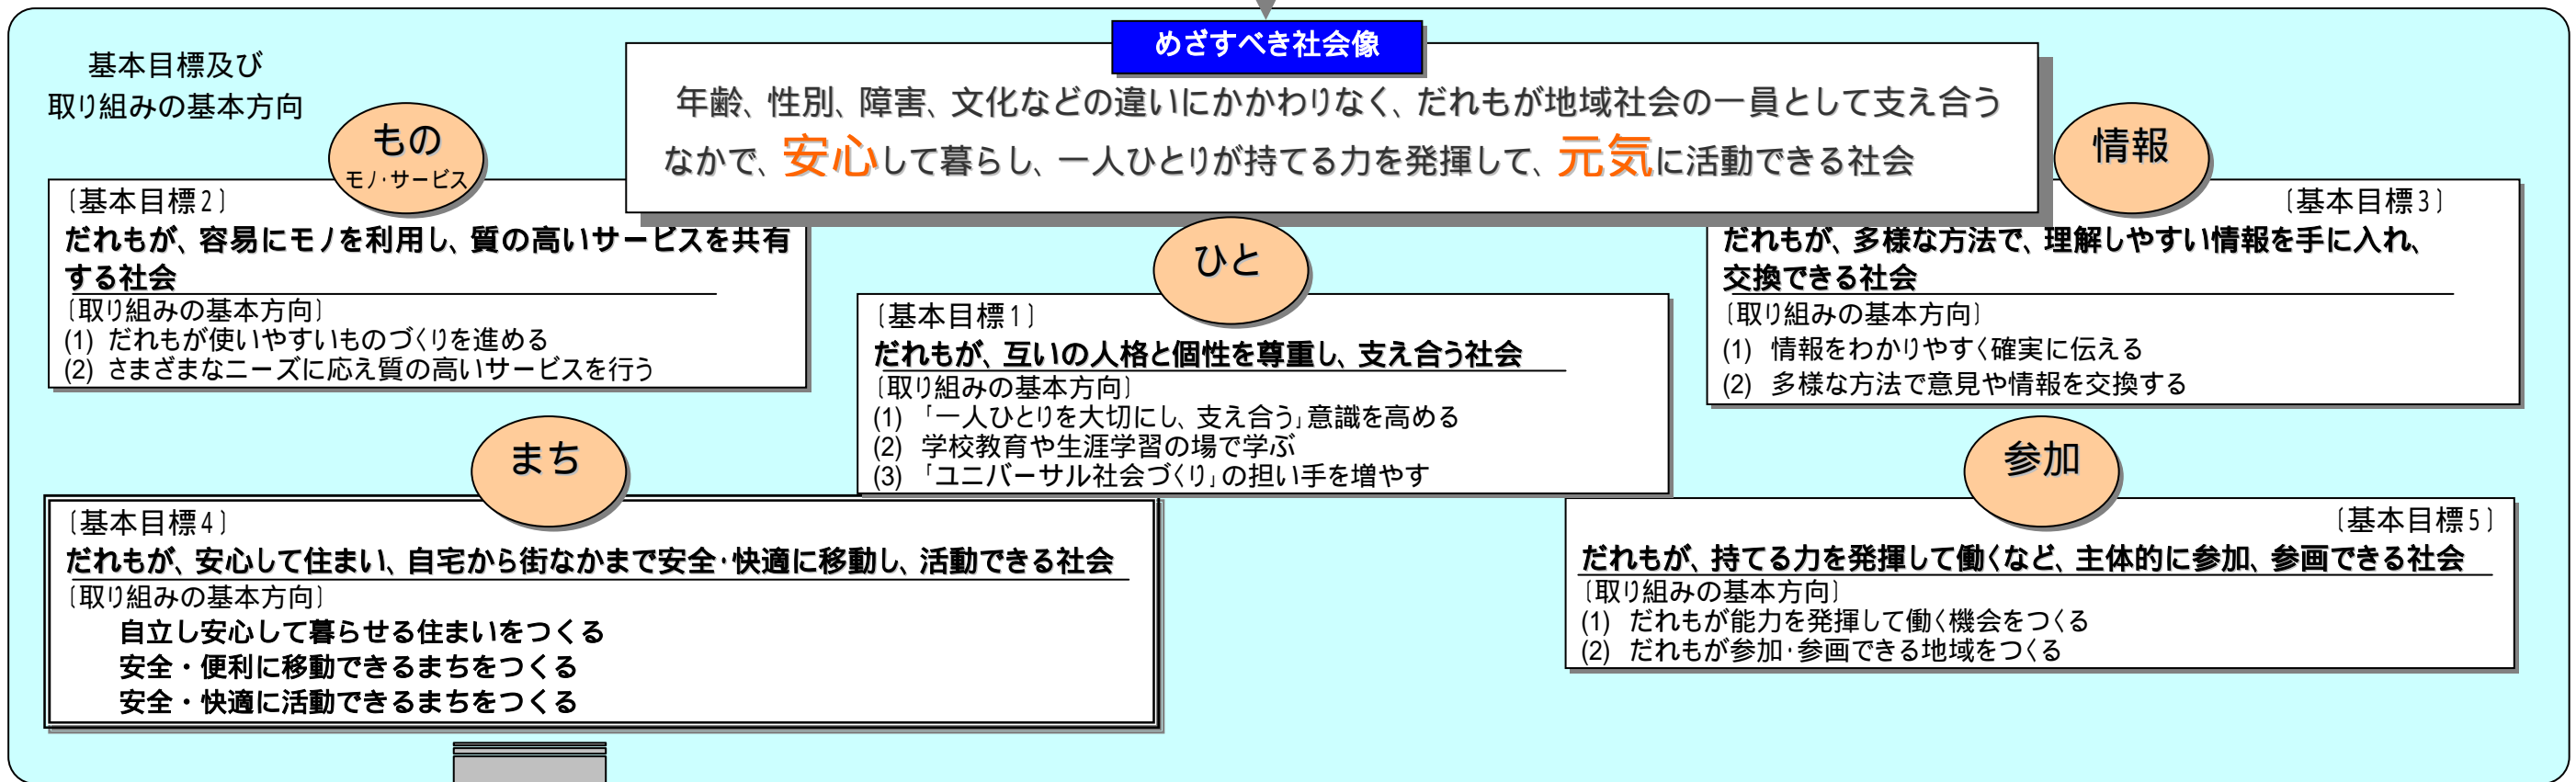 めざすべき社会像
基本目標及び
取り組みの基本方向
年齢、性別、障害、文化などの違いにかかわりなく、だれもが地域社会の一員として支え合う
なかで、安心して暮らし、一人ひとりが持てる力を発揮して、元気に活動できる社会
もの
モノ・サービス
〔基本目標2〕
だれもが、容易にモノを利用し、質の高いサービスを共有
する社会
〔取り組みの基本方向〕
(1) だれもが使いやすいものづくりを進める
(2) さまざまなニーズに応え質の高いサービスを行う
ひと
〔基本目標1〕
だれもが、互いの人格と個性を尊重し、支え合う社会
〔取り組みの基本方向〕
(1) 「一人ひとりを大切にし、支え合う」意識を高める
(2) 学校教育や生涯学習の場で学ぶ
(3) 「ユニバーサル社会づくり」の担い手を増やす
情報
〔基本目標3〕
だれもが、多様な方法で、理解しやすい情報を手に入れ、
交換できる社会
〔取り組みの基本方向〕
(1) 情報をわかりやすく確実に伝える
(2) 多様な方法で意見や情報を交換する
まち
〔基本目標4〕
だれもが、安心して住まい、自宅から街なかまで安全・快適に移動し、活動できる社会
〔取り組みの基本方向〕
自立し安心して暮らせる住まいをつくる
安全・便利に移動できるまちをつくる
安全・快適に活動できるまちをつくる
参加
〔基本目標5〕
だれもが、持てる力を発揮して働くなど、主体的に参加、参画できる社会
〔取り組みの基本方向〕
(1) だれもが能力を発揮して働く機会をつくる
(2) だれもが参加・参画できる地域をつくる